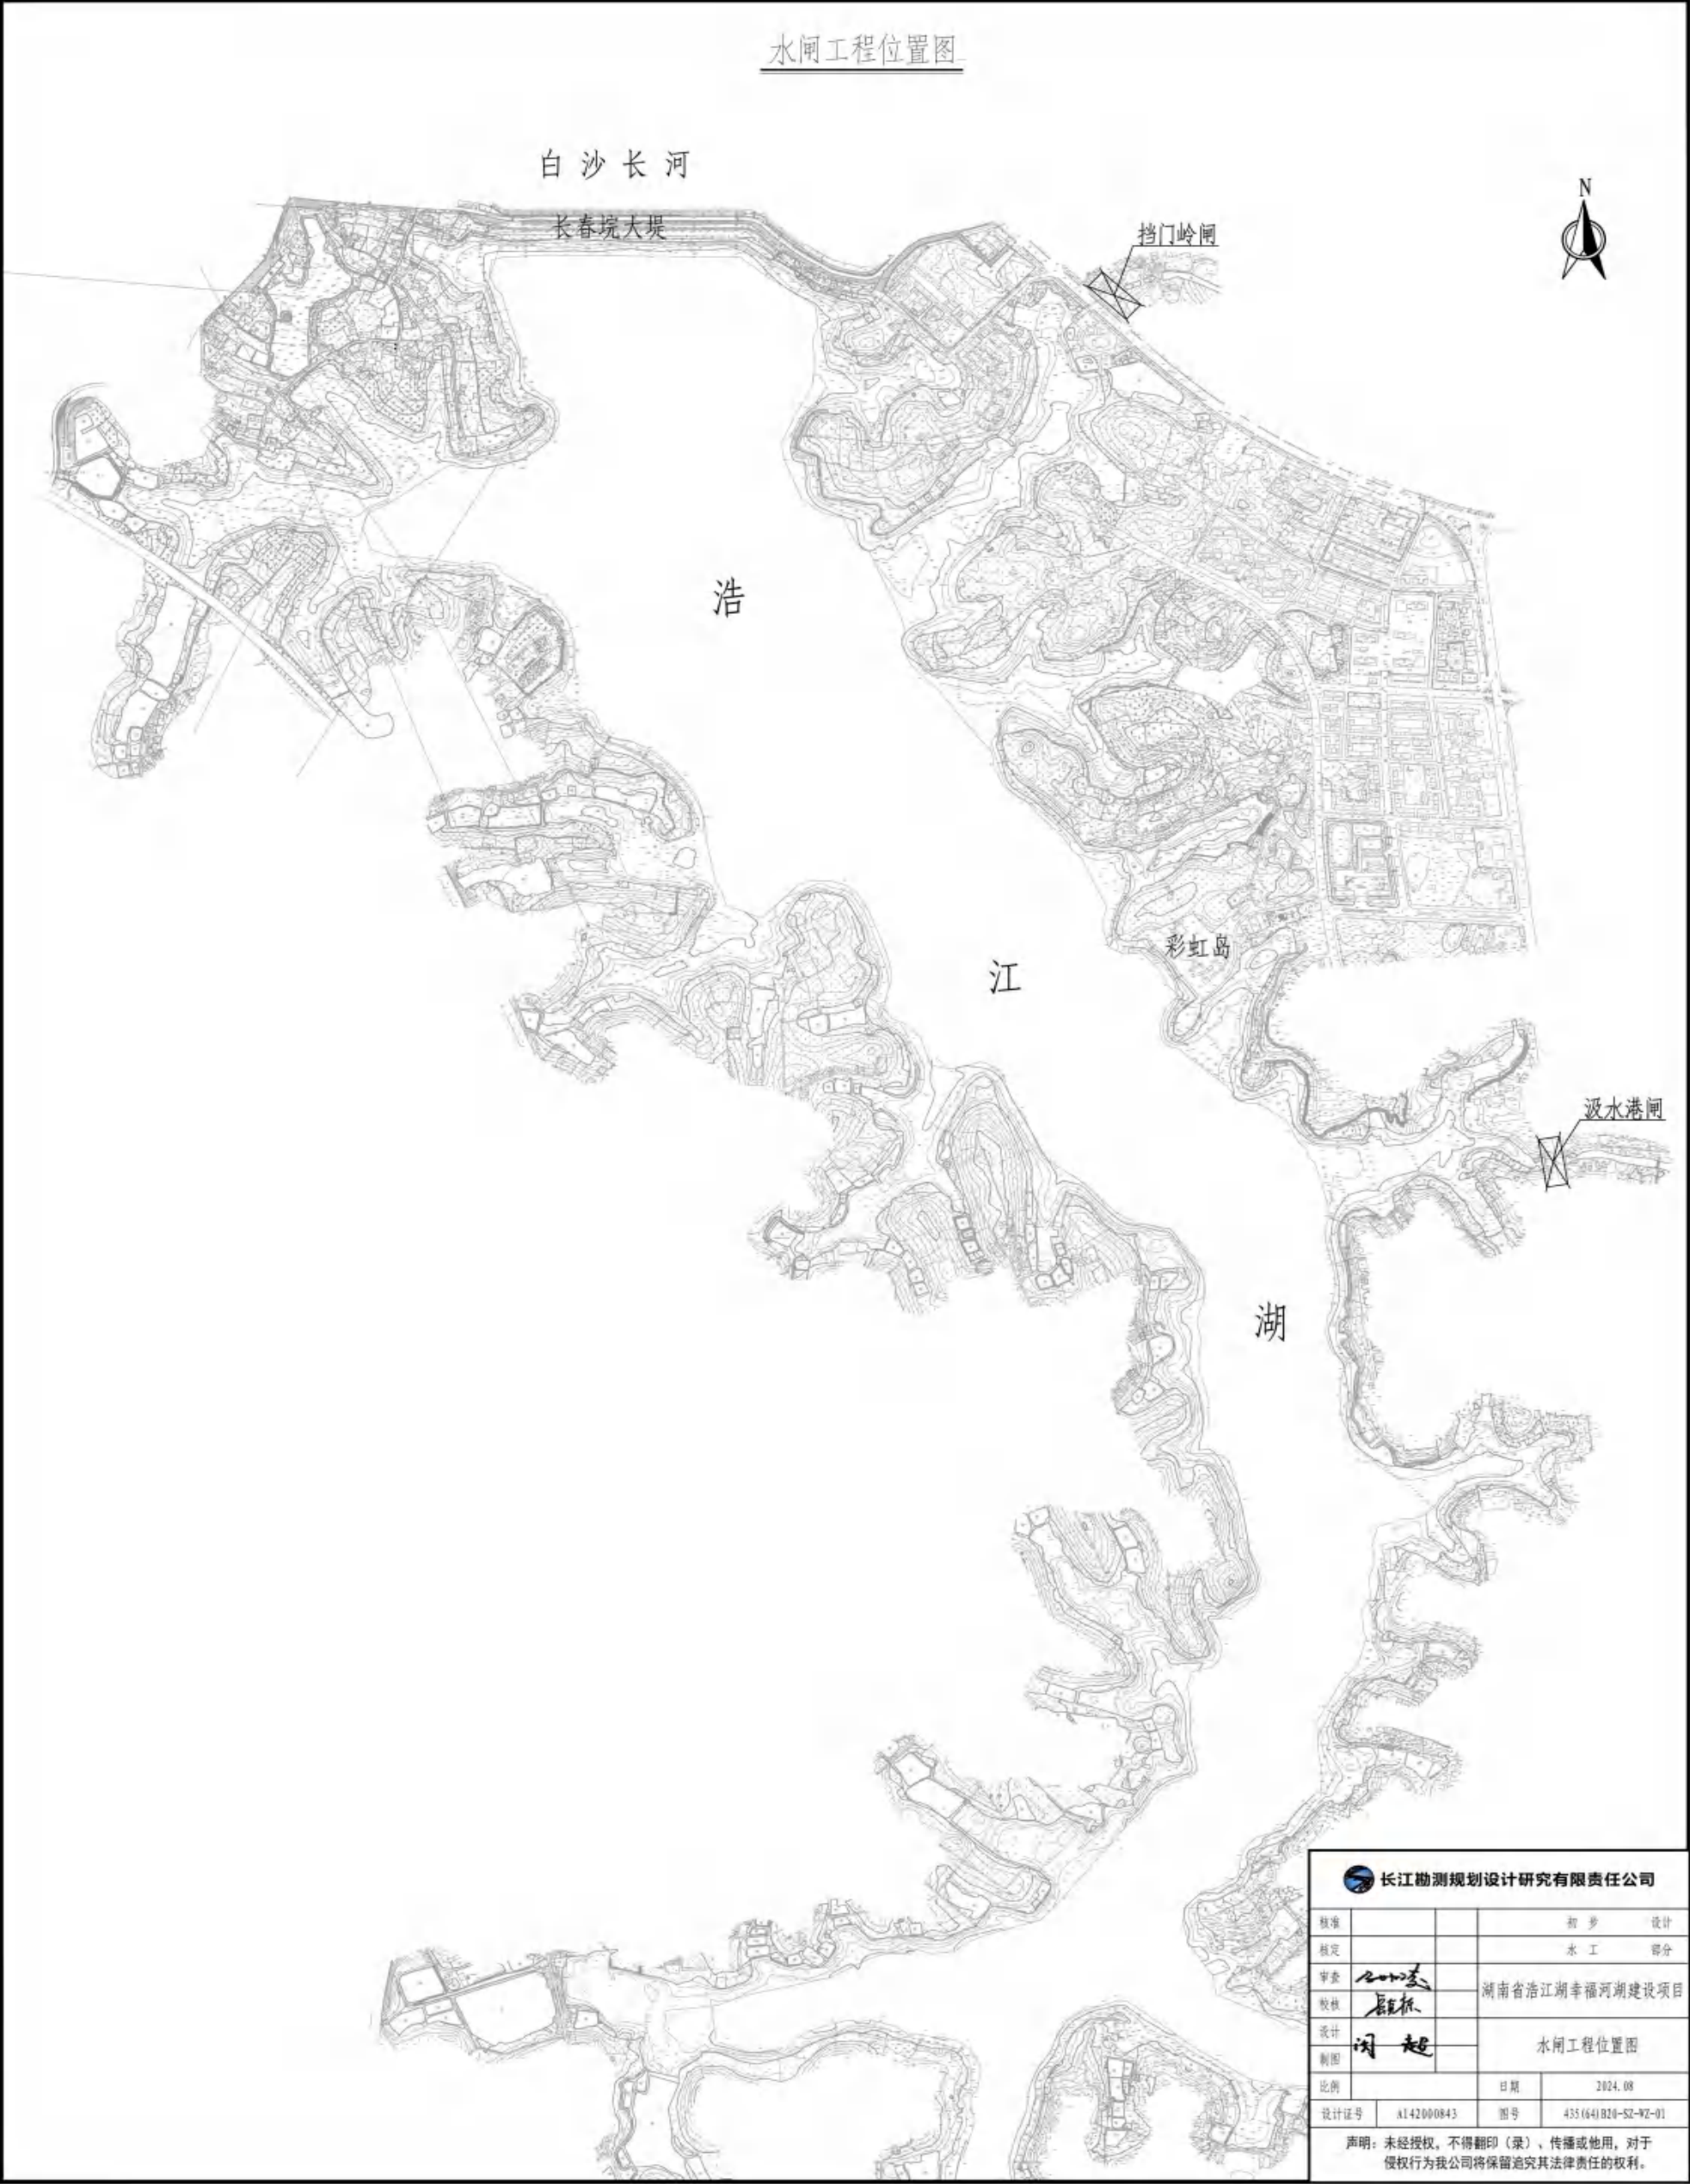 水闸工程位置图
白沙长河
长春垸大堤
N
挡门岭闸
浩
江
彩虹岛
汲水港闸
湖
长江勘测规划设计研究有限责任公司
核准 初步 设计
核定 水工 部分
审查
湖南省浩江湖幸福河湖建设项目
校核
设计 闵超
水闸工程位置图
制图
比例 日期 2024.08
设计证号 A142000843 图号 435(64)B20-SZ-WZ-01
声明：未经授权，不得翻印（录）、传播或他用，对于
侵权行为我公司将保留追究其法律责任的权利。